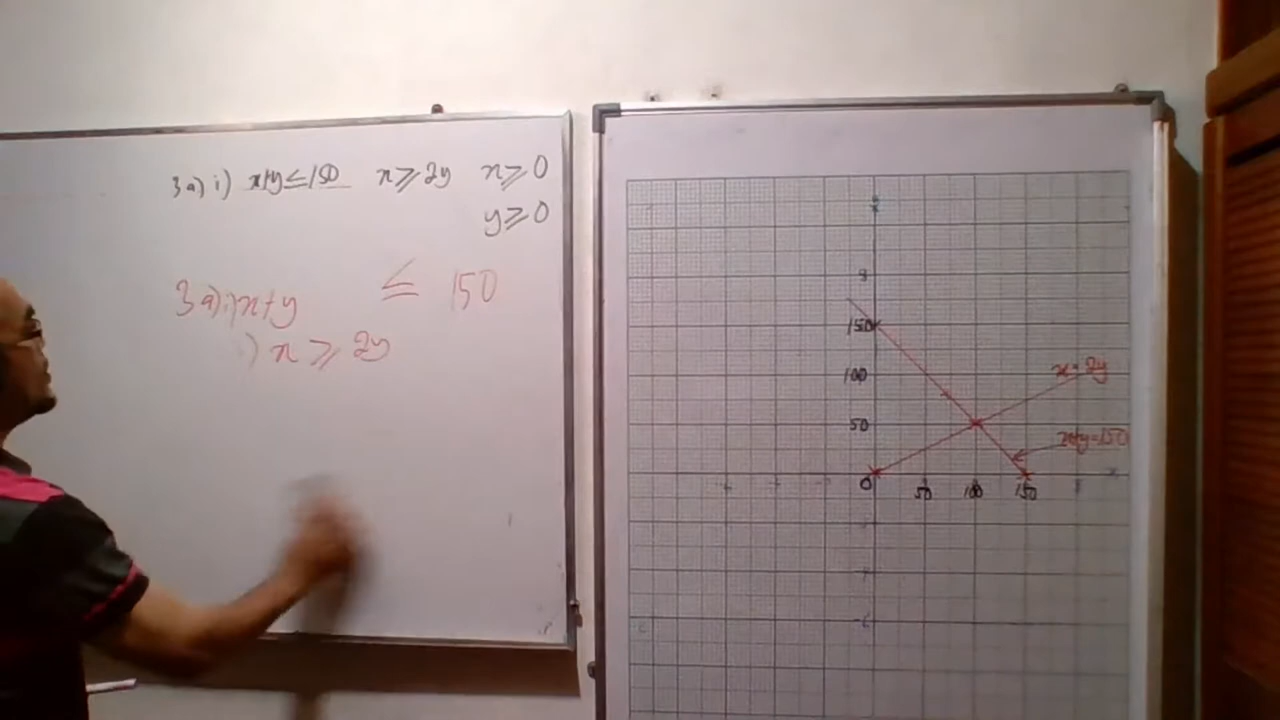 3a) i) x+y ≤ 150 x ⩾ 2y x ⩾ 0
y ⩾ 0
3a)i) x+y ≤ 150
i) x ⩾ 2y
y
150
100
50
0
50
100
150
x
x=2y
x+y=150